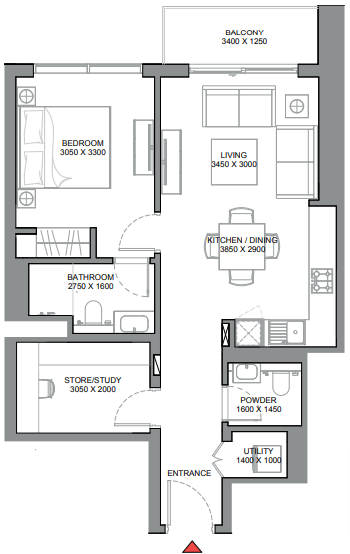 BALCONY
3400 X 1250
BEDROOM
3050 X 3300
LIVING
3450 X 3000
KITCHEN / DINING
3850 X 2900
BATHROOM
2750 X 1600
STORE/STUDY
3050 X 2000
POWDER
1600 X 1450
UTILITY
1400 X 1000
ENTRANCE